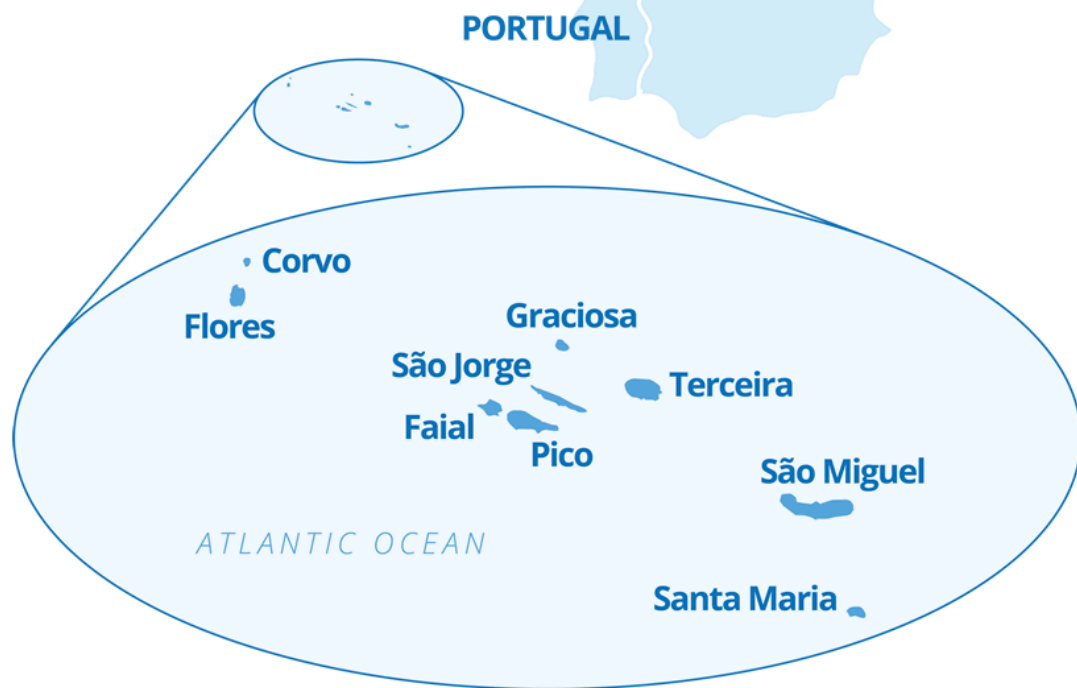 PORTUGAL
Corvo
Flores
Graciosa
São Jorge
Terceira
Faial
Pico
São Miguel
ATLANTIC OCEAN
Santa Maria